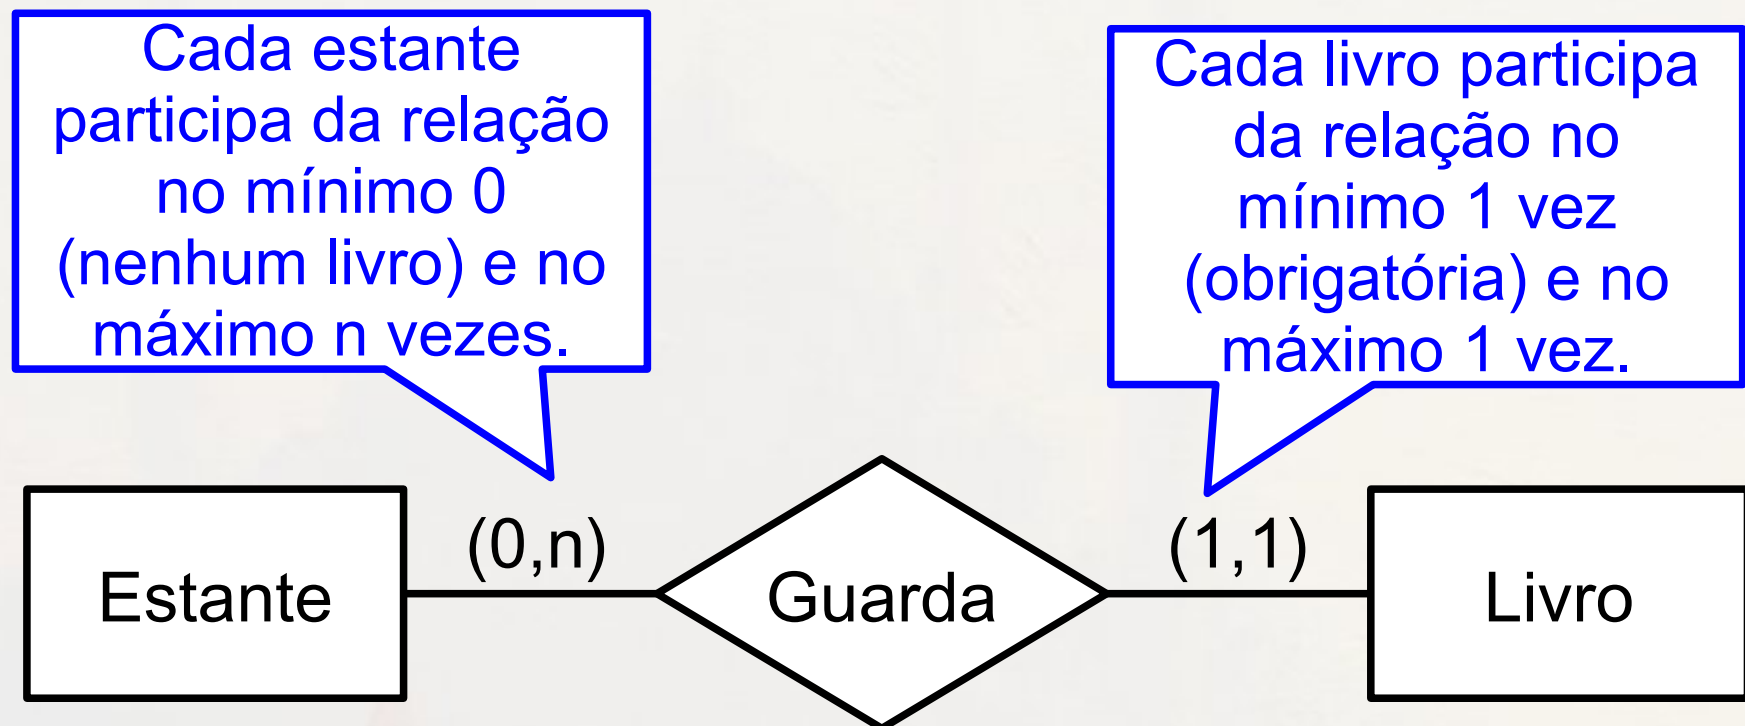 Cada estante
participa da relação
no mínimo 0
(nenhum livro) e no
máximo n vezes.
Cada livro participa
da relação no
mínimo 1 vez
(obrigatória) e no
máximo 1 vez.
Estante
(0,n)
Guarda
(1,1)
Livro